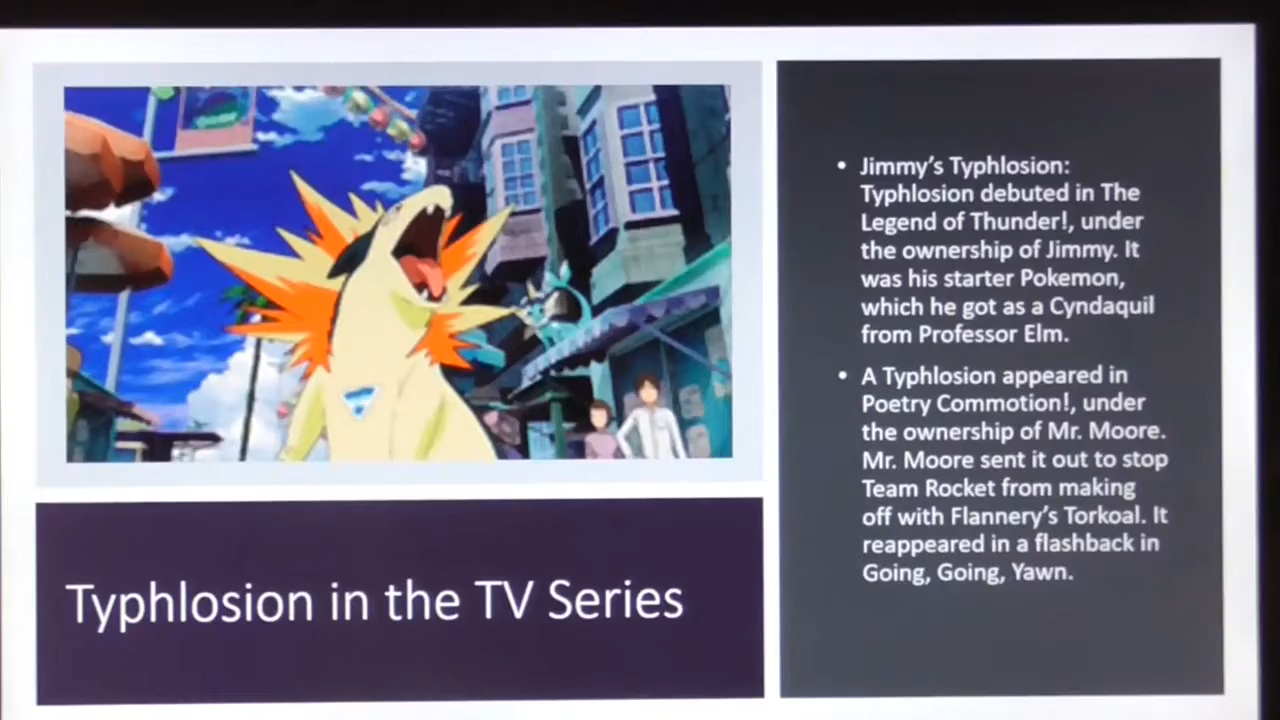 Jimmy's Typhlosion:
Typhlosion debuted in The
Legend of Thunder!, under
the ownership of Jimmy. It
was his starter Pokemon,
which he got as a Cyndaquil
from Professor Elm.
A Typhlosion appeared in
Poetry Commotion!, under
the ownership of Mr. Moore.
Mr. Moore sent it out to stop
Team Rocket from making
off with Flannery's Torkoal. It
reappeared in a flashback in
Going, Going, Yawn.
Typhlosion in the TV Series